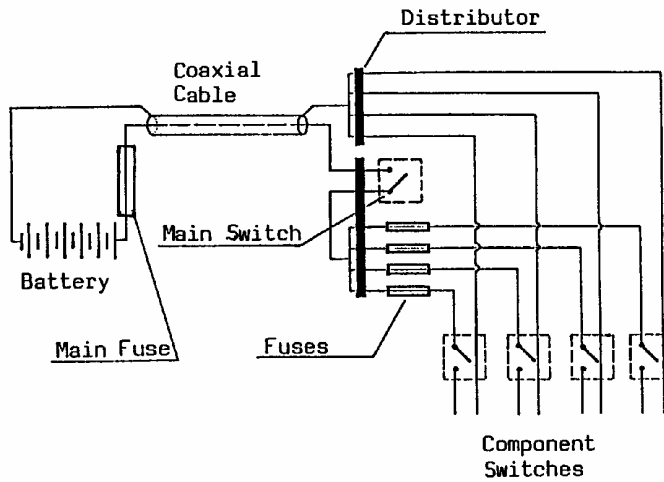 Distributor
Coaxial
Cable
Main Switch
Battery
Main Fuse
Fuses
Component
Switches